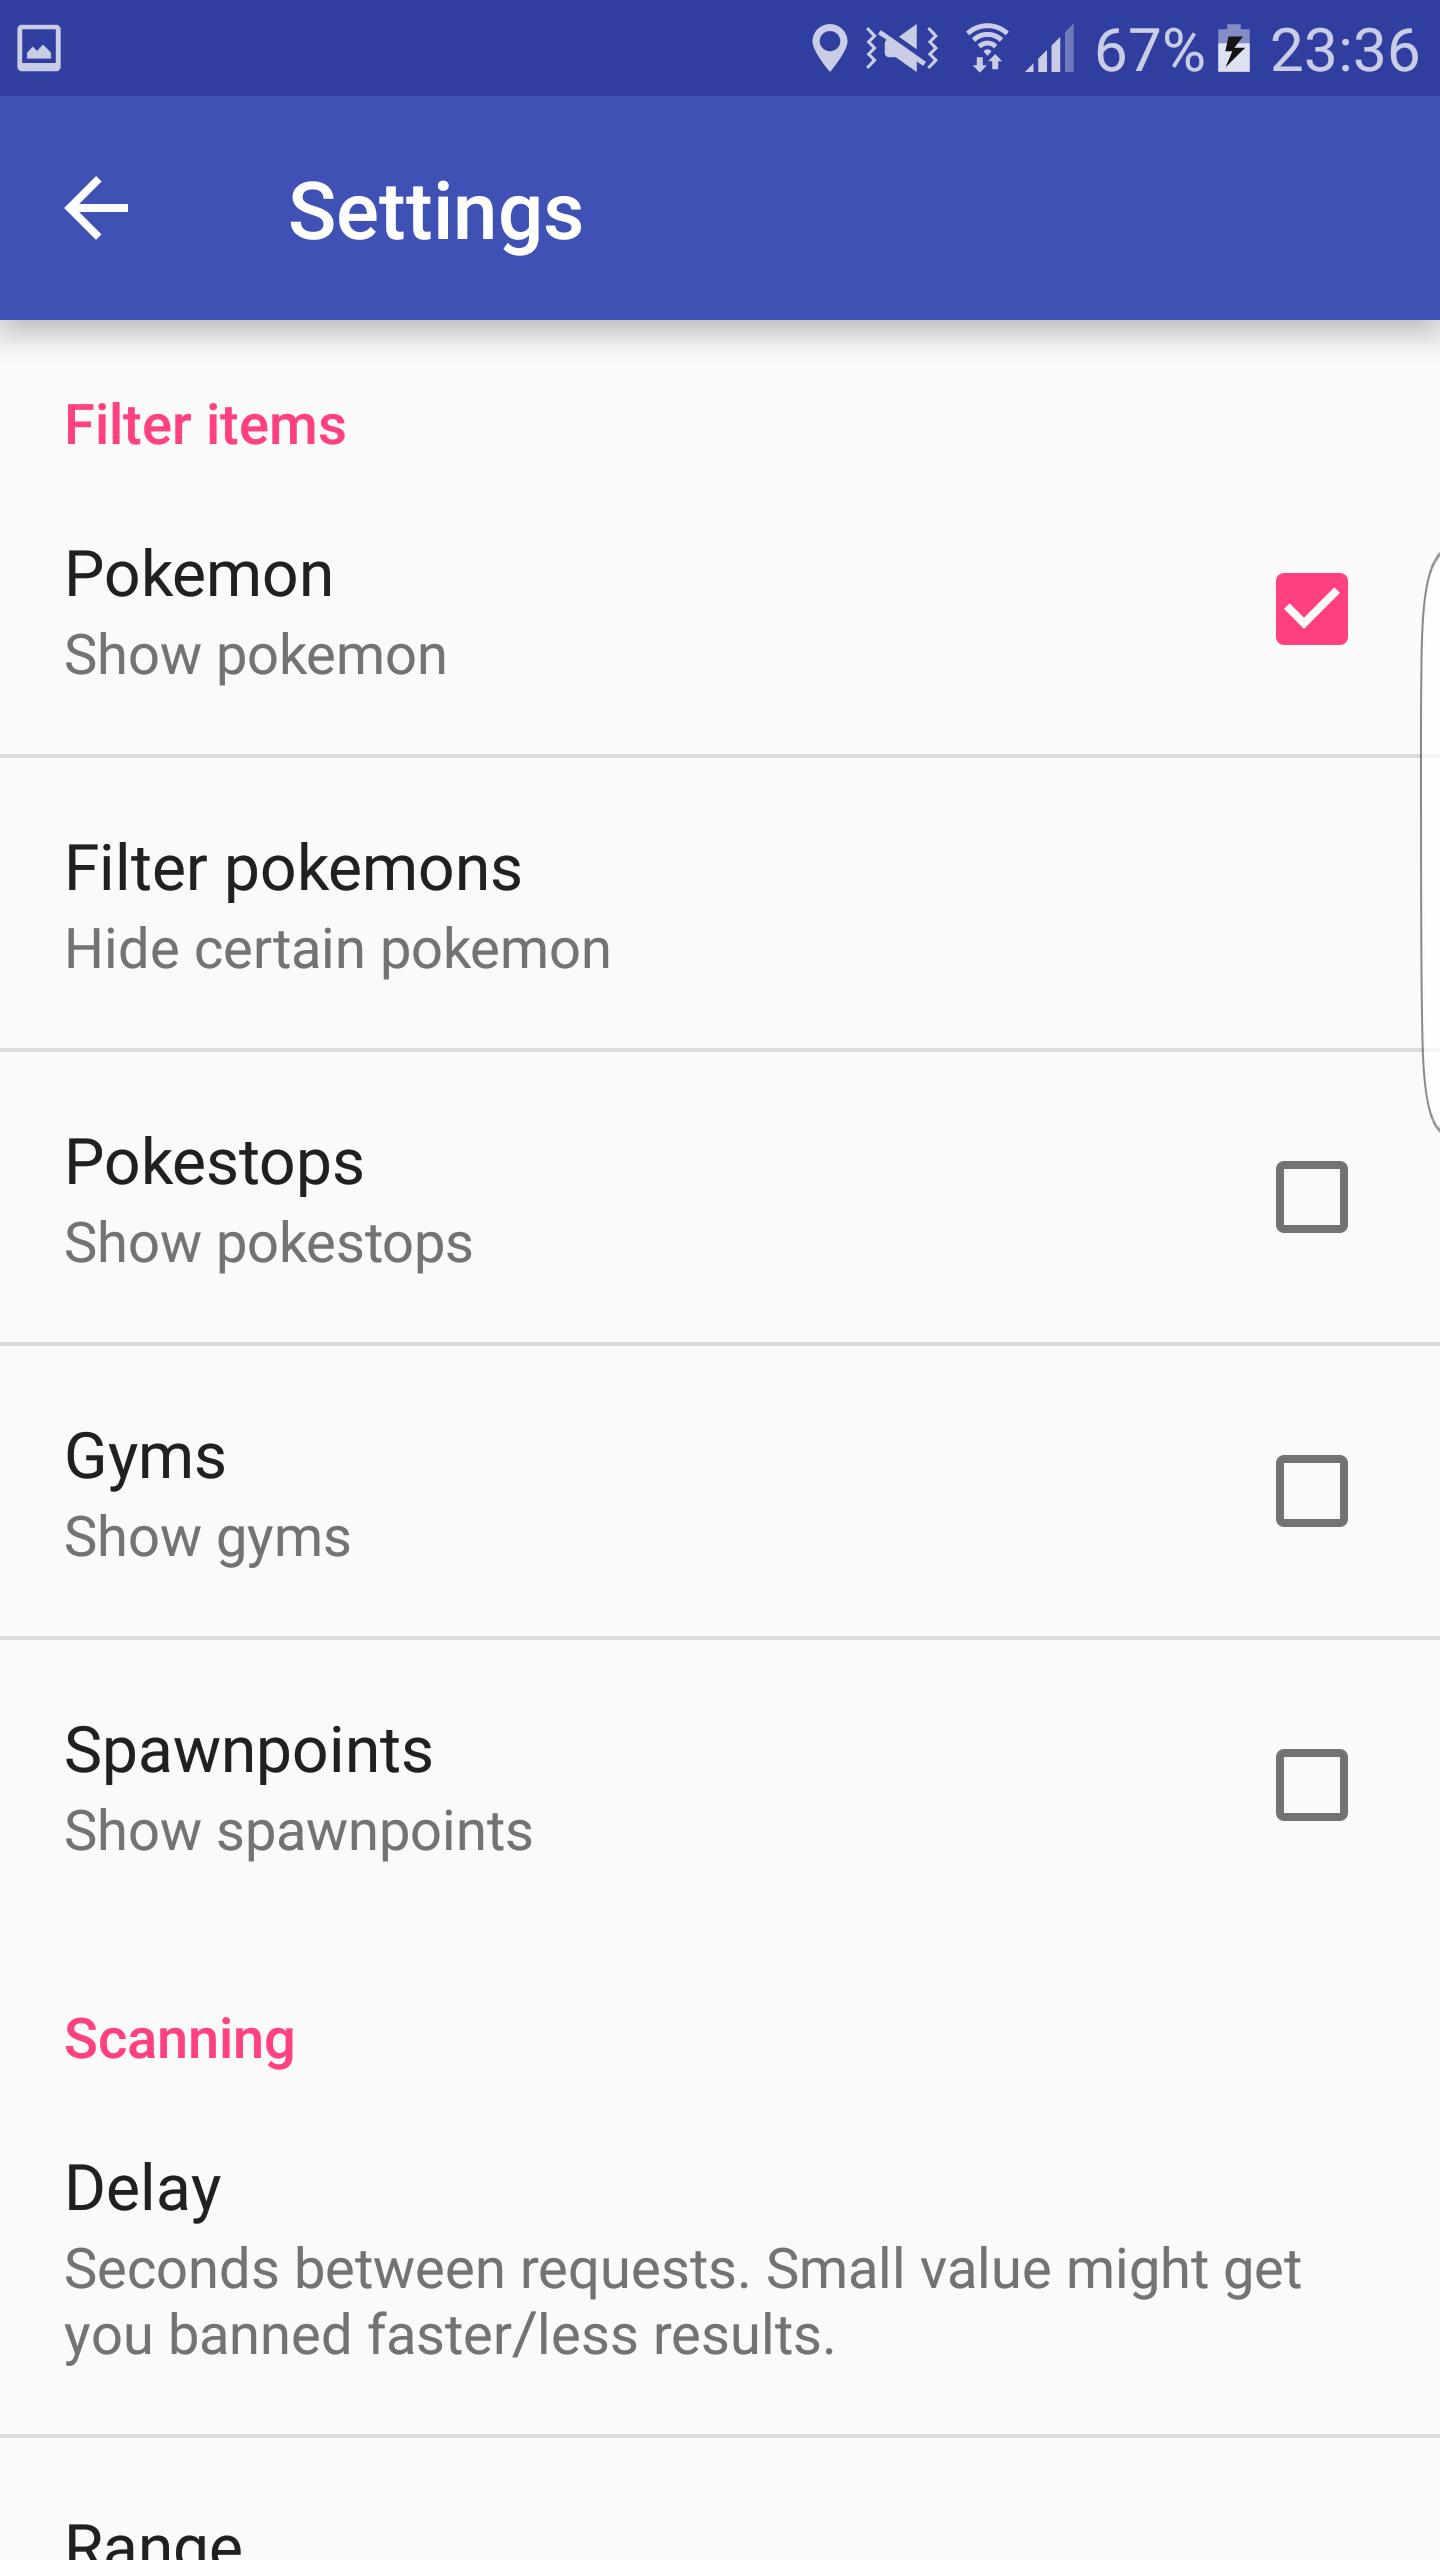 67% 23:36
Settings
Filter items
Pokemon
Show pokemon
Filter pokemons
Hide certain pokemon
Pokestops
Show pokestops
Gyms
Show gyms
Spawnpoints
Show spawnpoints
Scanning
Delay
Seconds between requests. Small value might get
you banned faster/less results.
Range